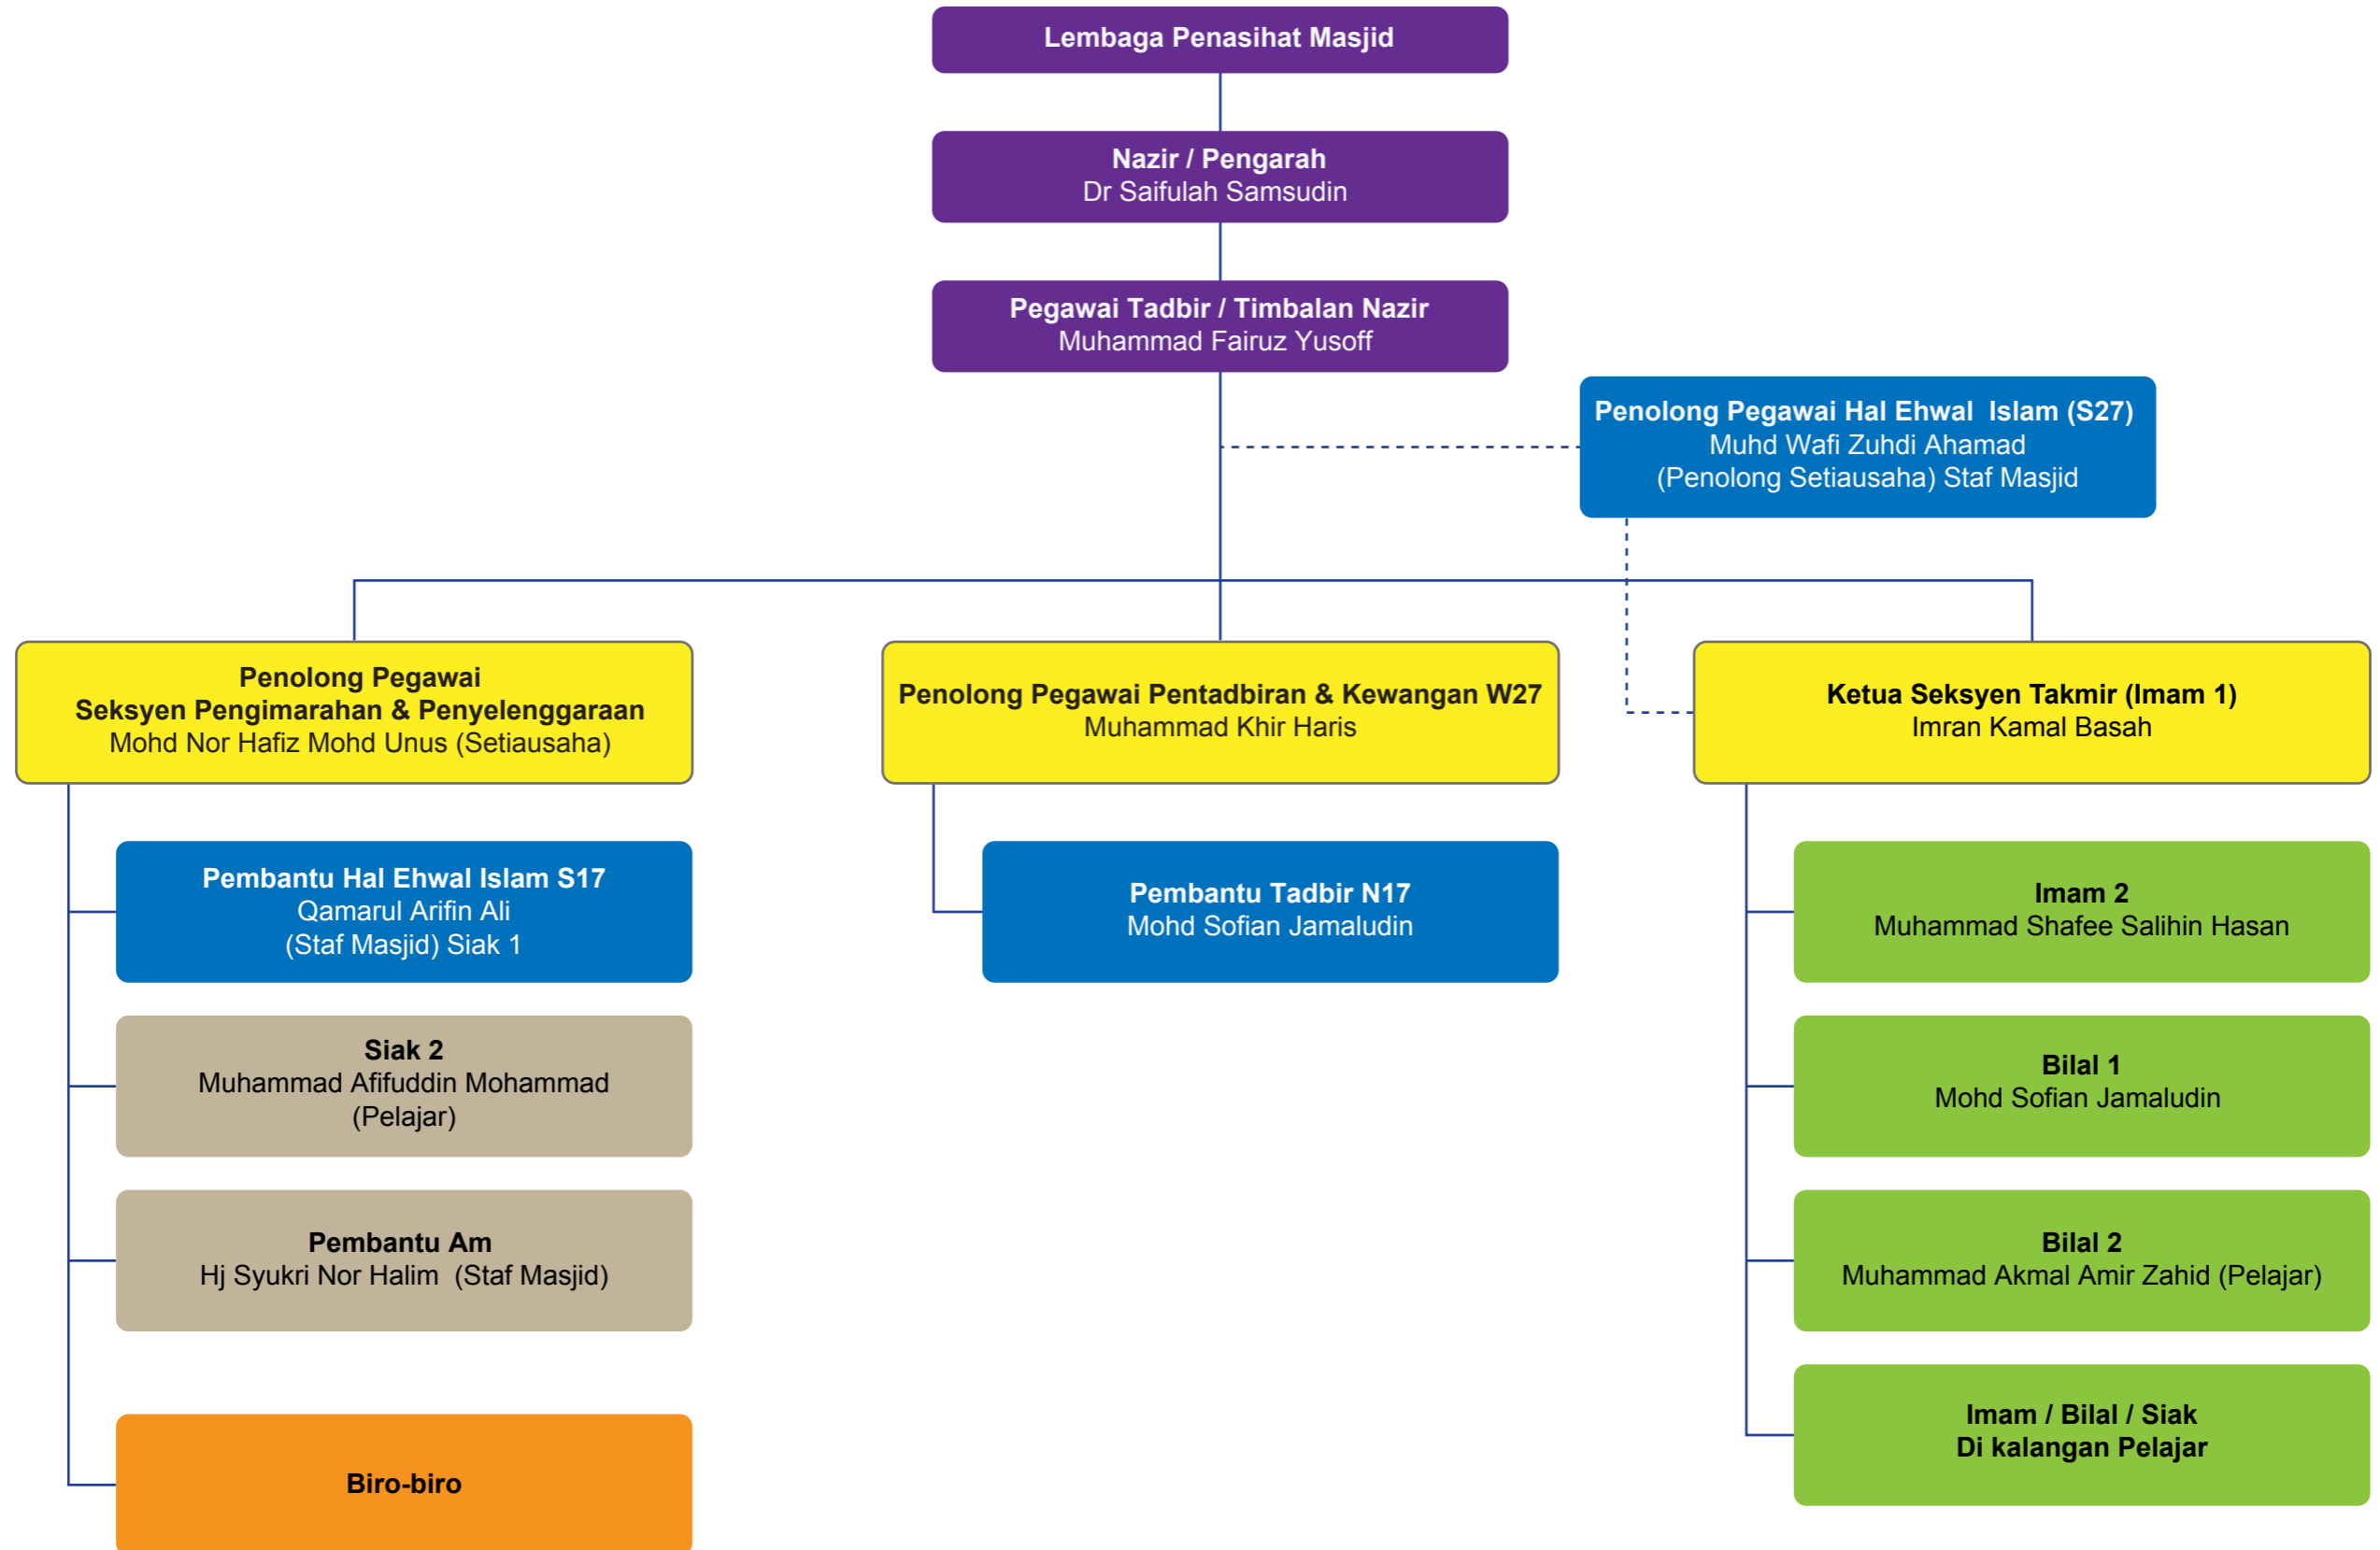 Lembaga Penasihat Masjid
Nazir / Pengarah
Dr Saifulah Samsudin
Pegawai Tadbir / Timbalan Nazir
Muhammad Fairuz Yusoff
Penolong Pegawai Hal Ehwal  Islam (S27)
Muhd Wafi Zuhdi Ahamad
(Penolong Setiausaha) Staf Masjid
Penolong Pegawai
Seksyen Pengimarahan & Penyelenggaraan
Mohd Nor Hafiz Mohd Unus (Setiausaha)
Penolong Pegawai Pentadbiran & Kewangan W27
Muhammad Khir Haris
Ketua Seksyen Takmir (Imam 1)
Imran Kamal Basah
Pembantu Hal Ehwal Islam S17
Qamarul Arifin Ali
(Staf Masjid) Siak 1
Siak 2
Muhammad Afifuddin Mohammad
(Pelajar)
Pembantu Am
Hj Syukri Nor Halim  (Staf Masjid)
Biro-biro
Pembantu Tadbir N17
Mohd Sofian Jamaludin
Imam 2
Muhammad Shafee Salihin Hasan
Bilal 1
Mohd Sofian Jamaludin
Bilal 2
Muhammad Akmal Amir Zahid (Pelajar)
Imam / Bilal / Siak
Di kalangan Pelajar